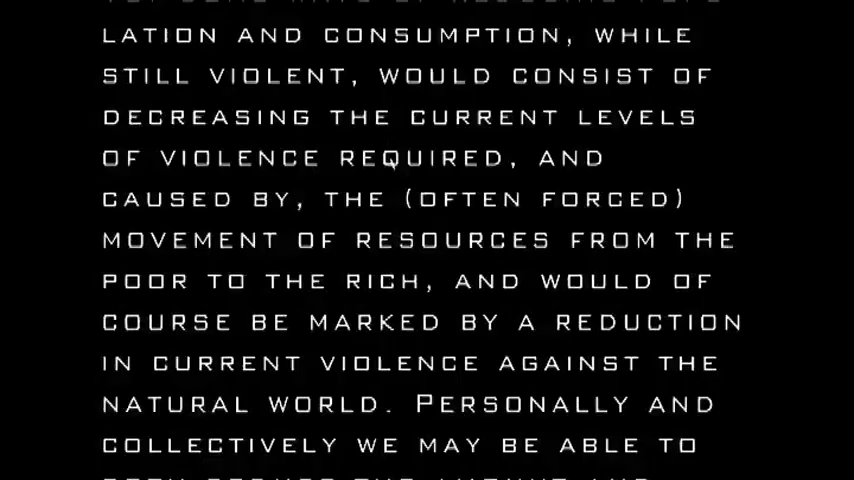 LATION AND CONSUMPTION, WHILE
STILL VIOLENT, WOULD CONSIST OF
DECREASING THE CURRENT LEVELS
OF VIOLENCE REQUIRED, AND
CAUSED BY, THE (OFTEN FORCED)
MOVEMENT OF RESOURCES FROM THE
POOR TO THE RICH, AND WOULD OF
COURSE BE MARKED BY A REDUCTION
IN CURRENT VIOLENCE AGAINST THE
NATURAL WORLD. PERSONALLY AND
COLLECTIVELY WE MAY BE ABLE TO